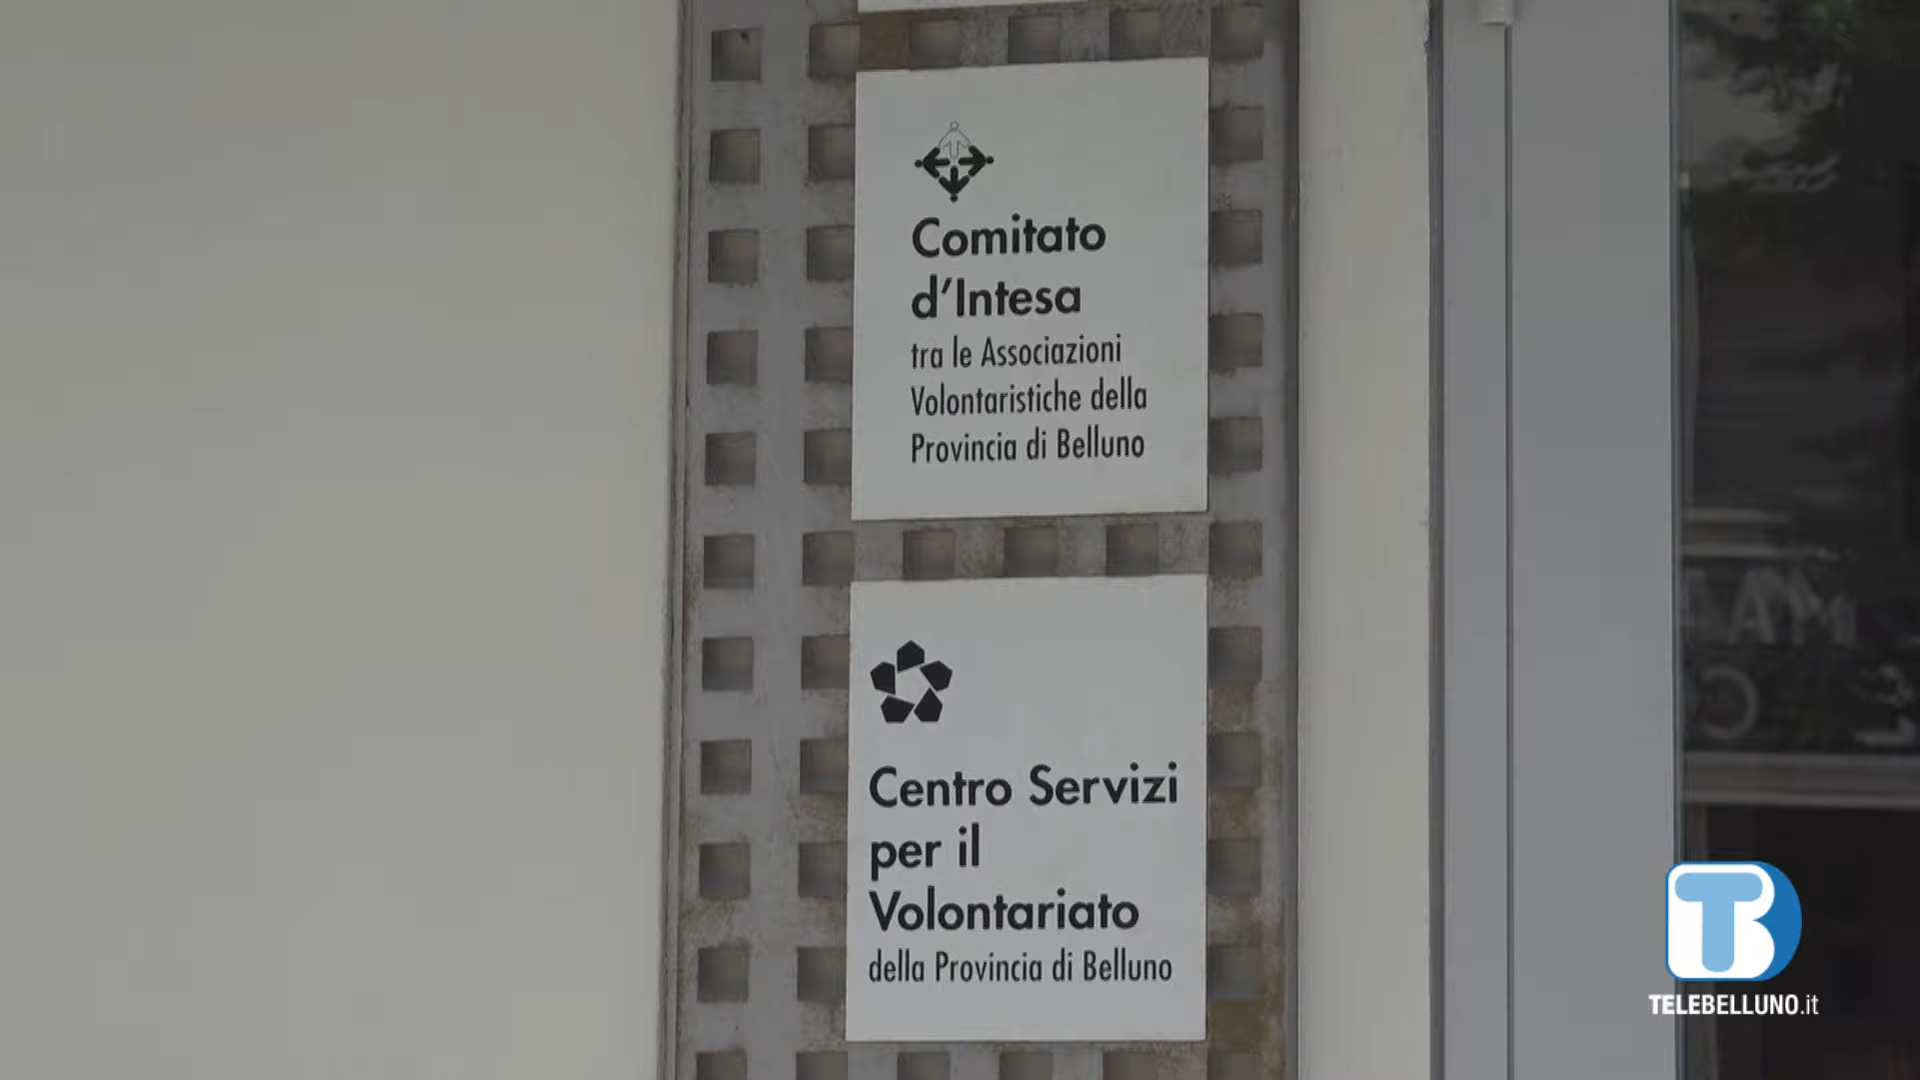 Comitato
d'Intesa
tra le Associazioni
Volontaristiche della
Provincia di Belluno
Centro Servizi
per il
Volontariato
della Provincia di Belluno
TB
TELEBELLUNO.it